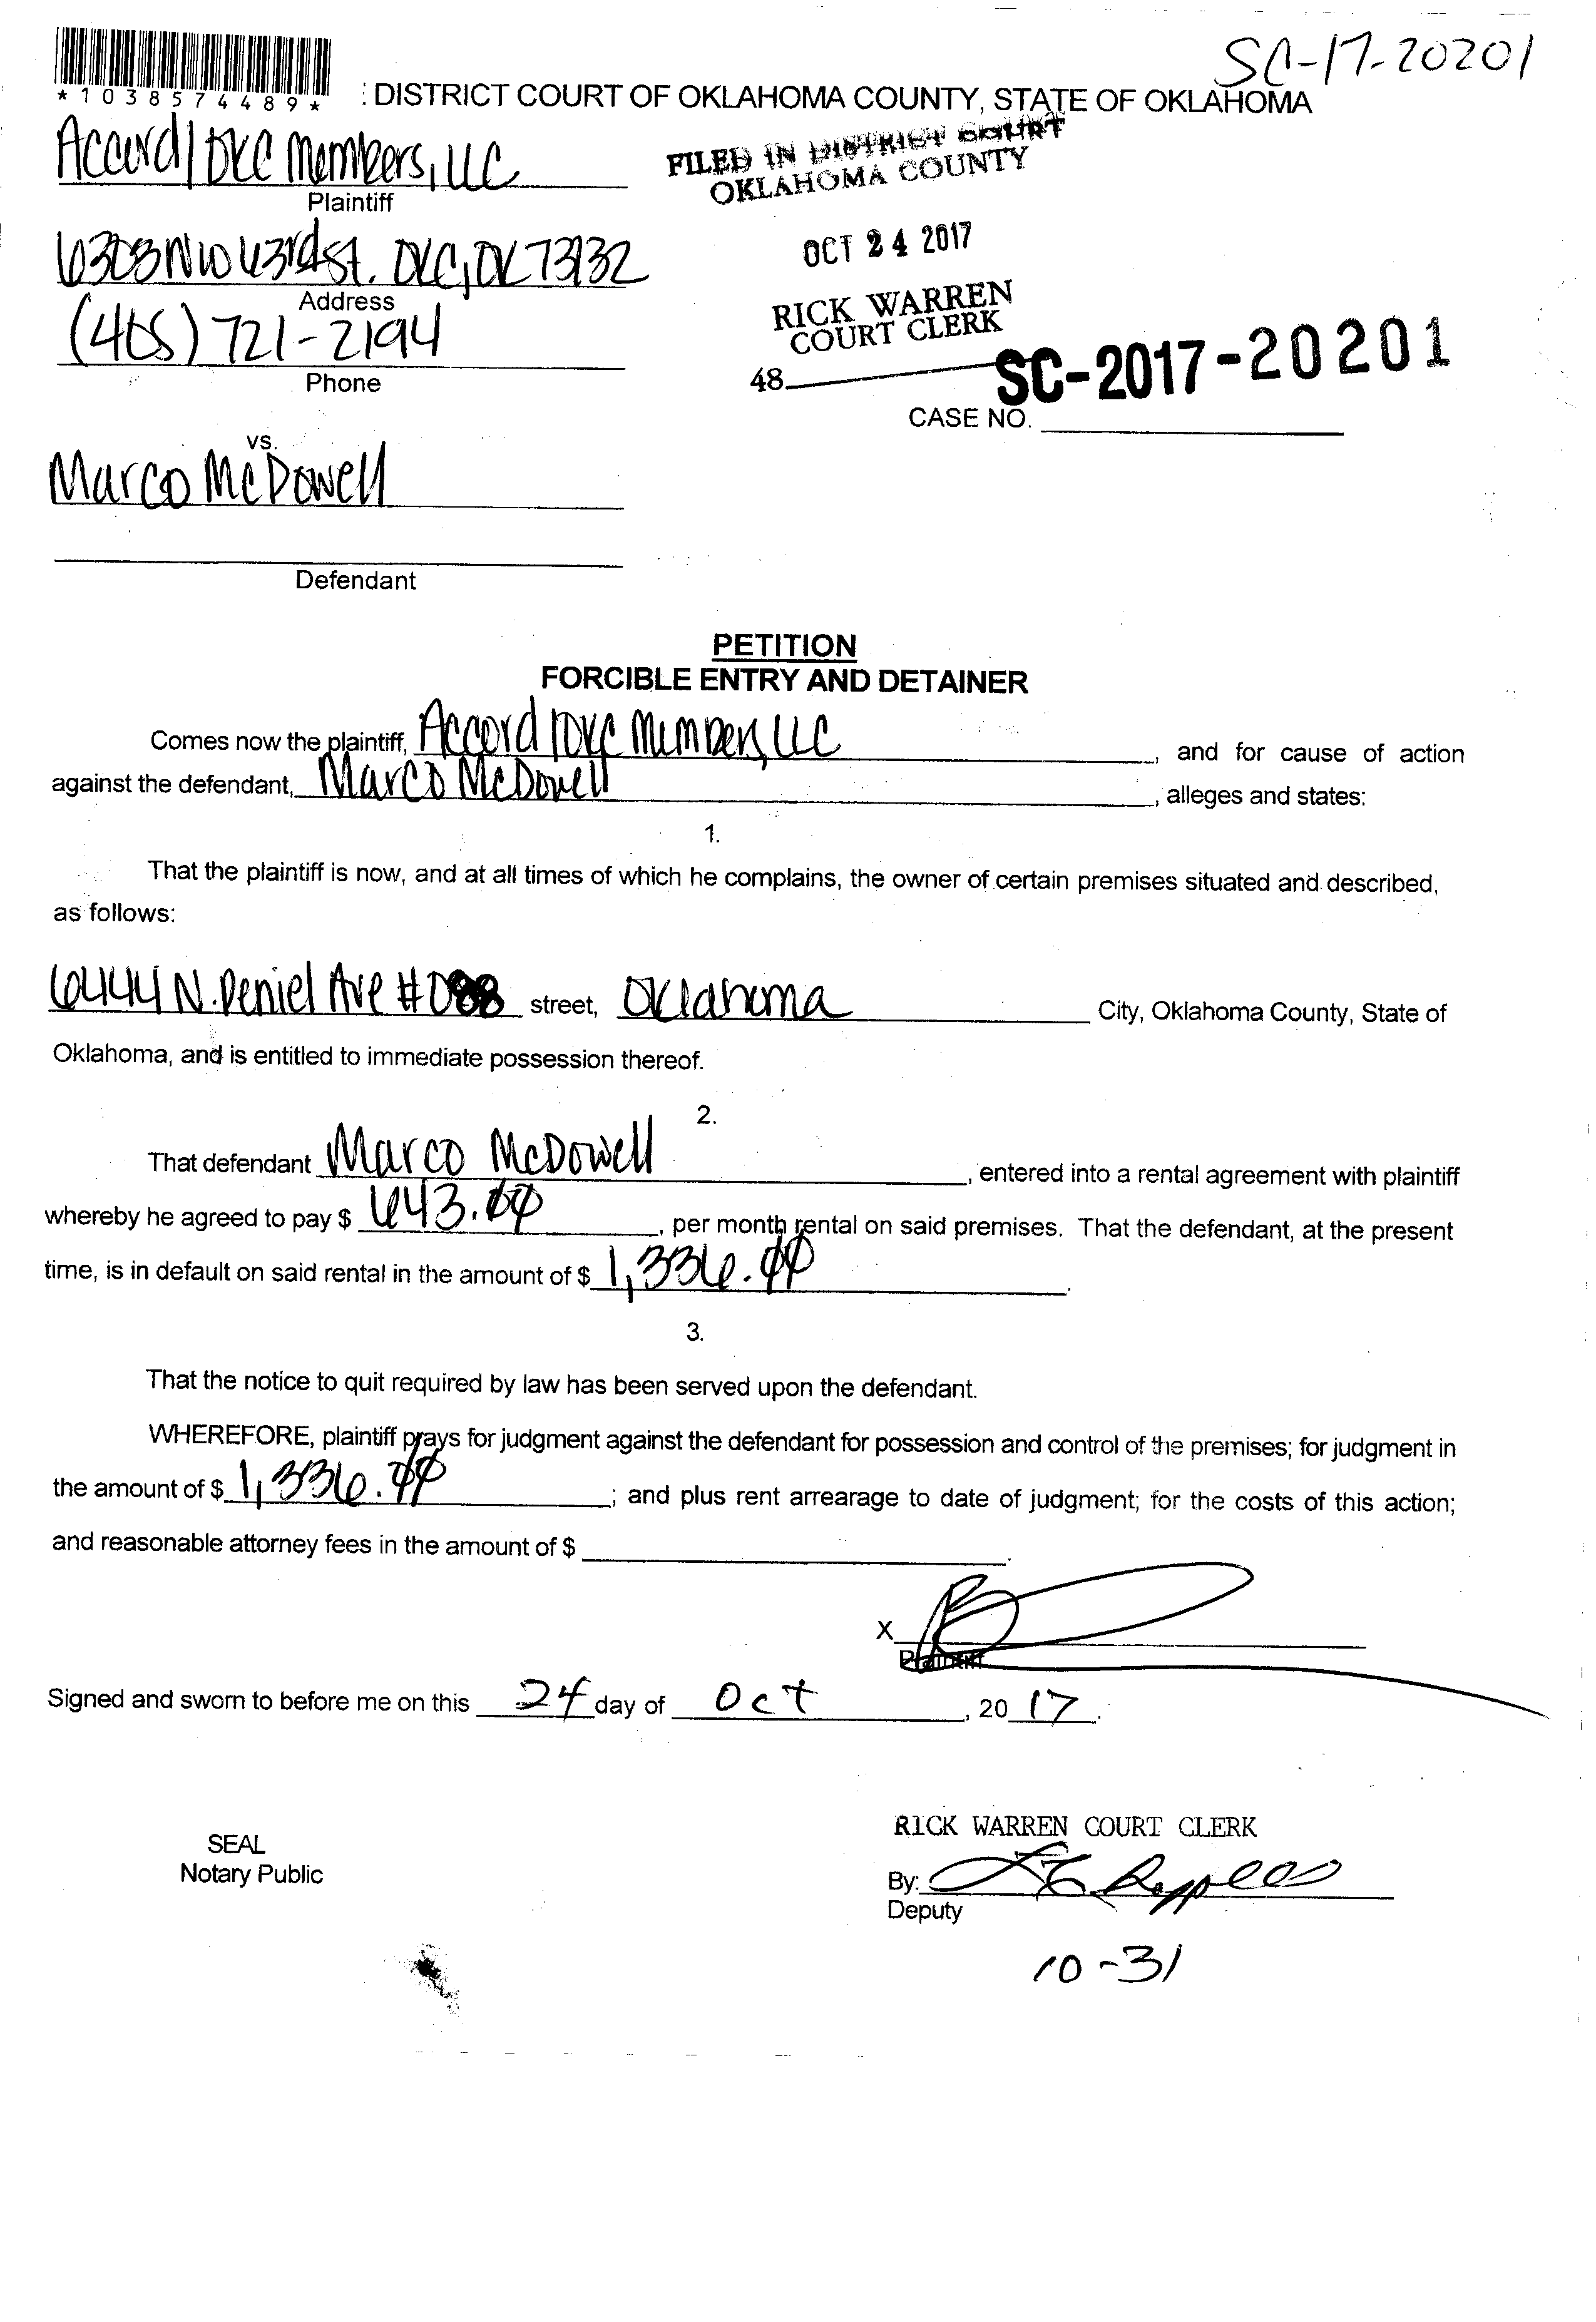 SC-17-20201
*1038574489*
: DISTRICT COURT OF OKLAHOMA COUNTY, STATE OF OKLAHOMA
Accord/OKC Members, LLC
Plaintiff
FILED IN DISTRICT COURT
OKLAHOMA COUNTY
6303 NW 63rd St. OKC, OK 73132
Address
OCT 24 2017
(405) 721-2194
Phone
RICK WARREN
COURT CLERK
48
SC-2017-20201
CASE NO.
vs.
Marco McDowell
Defendant
PETITION
FORCIBLE ENTRY AND DETAINER
Comes now the plaintiff, Accord/OKC Members, LLC, and for cause of action
against the defendant, Marco McDowell, alleges and states:
1.
That the plaintiff is now, and at all times of which he complains, the owner of certain premises situated and described,
as follows:
6444 N. Peniel Ave #088 street, Oklahoma City, Oklahoma County, State of
Oklahoma, and is entitled to immediate possession thereof.
2.
That defendant Marco McDowell, entered into a rental agreement with plaintiff
whereby he agreed to pay $ 643.00, per month rental on said premises. That the defendant, at the present
time, is in default on said rental in the amount of $ 1,336.00.
3.
That the notice to quit required by law has been served upon the defendant.
WHEREFORE, plaintiff prays for judgment against the defendant for possession and control of the premises; for judgment in
the amount of $ 1,336.00; and plus rent arrearage to date of judgment; for the costs of this action;
and reasonable attorney fees in the amount of $ .
X
Plaintiff
Signed and sworn to before me on this 24 day of Oct, 2017.
RICK WARREN COURT CLERK
SEAL
Notary Public
By:
Deputy
10-31